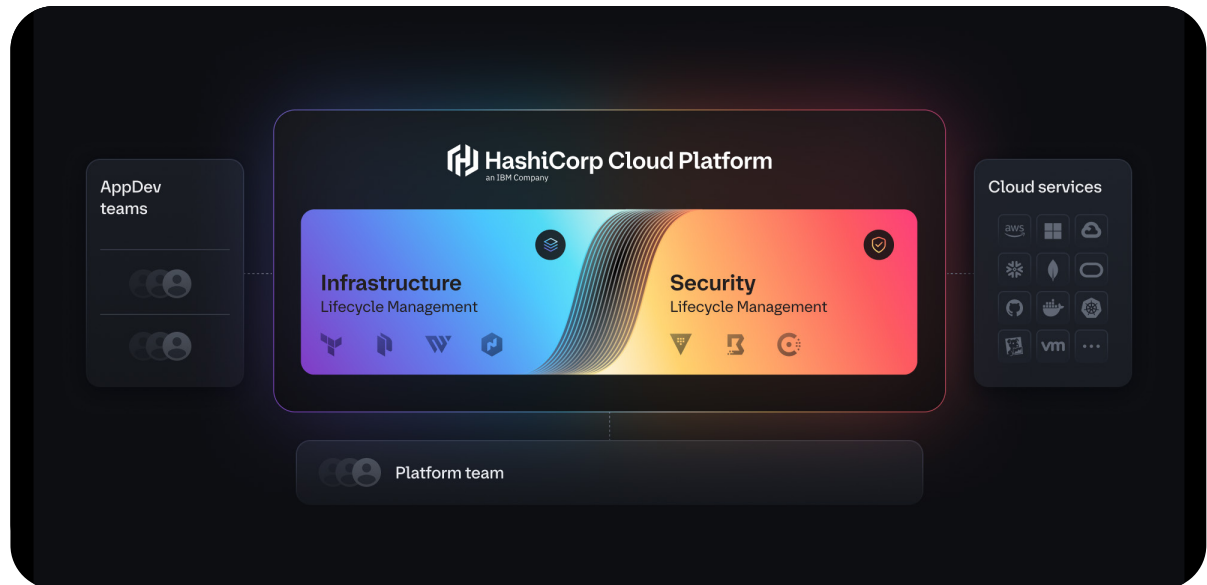 HashiCorp Cloud Platform
an IBM Company
AppDev
teams
Infrastructure
Lifecycle Management
Security
Lifecycle Management
Cloud services
aws
vm
Platform team